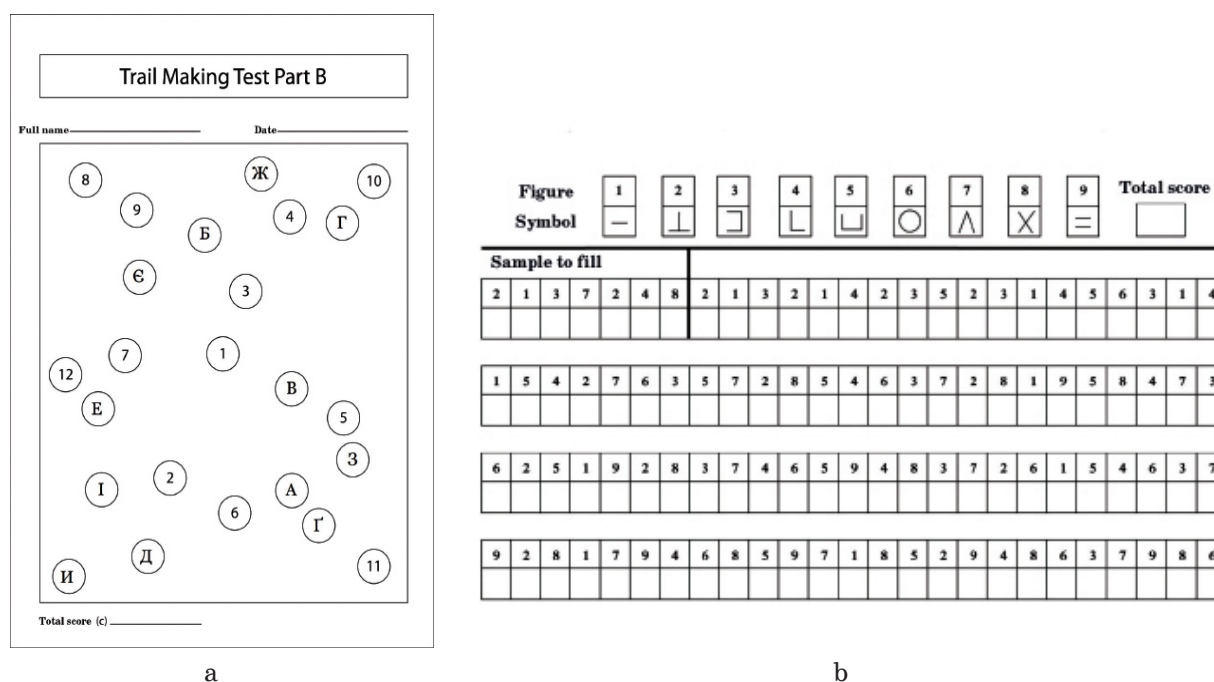 Trail Making Test Part B
Full name Date
8 Ж 10
9 4 Г
Б
Є 3
7 1
12 В
Е 5
З
І 2 А
6 Ґ
Д 11
И
Total score (c)
a
Figure 1 2 3 4 5 6 7 8 9 Total score
Symbol — ⊥ ⊐ L ⊔ O Λ X =
Sample to fill
2 1 3 7 2 4 8 2 1 3 2 1 4 2 3 5 2 3 1 4 5 6 3 1 4
1 5 4 2 7 6 3 5 7 2 8 5 4 6 3 7 2 8 1 9 5 8 4 7 3
6 2 5 1 9 2 8 3 7 4 6 5 9 4 8 3 7 2 6 1 5 4 6 3 7
9 2 8 1 7 9 4 6 8 5 9 7 1 8 5 2 9 4 8 6 3 7 9 8 6
b